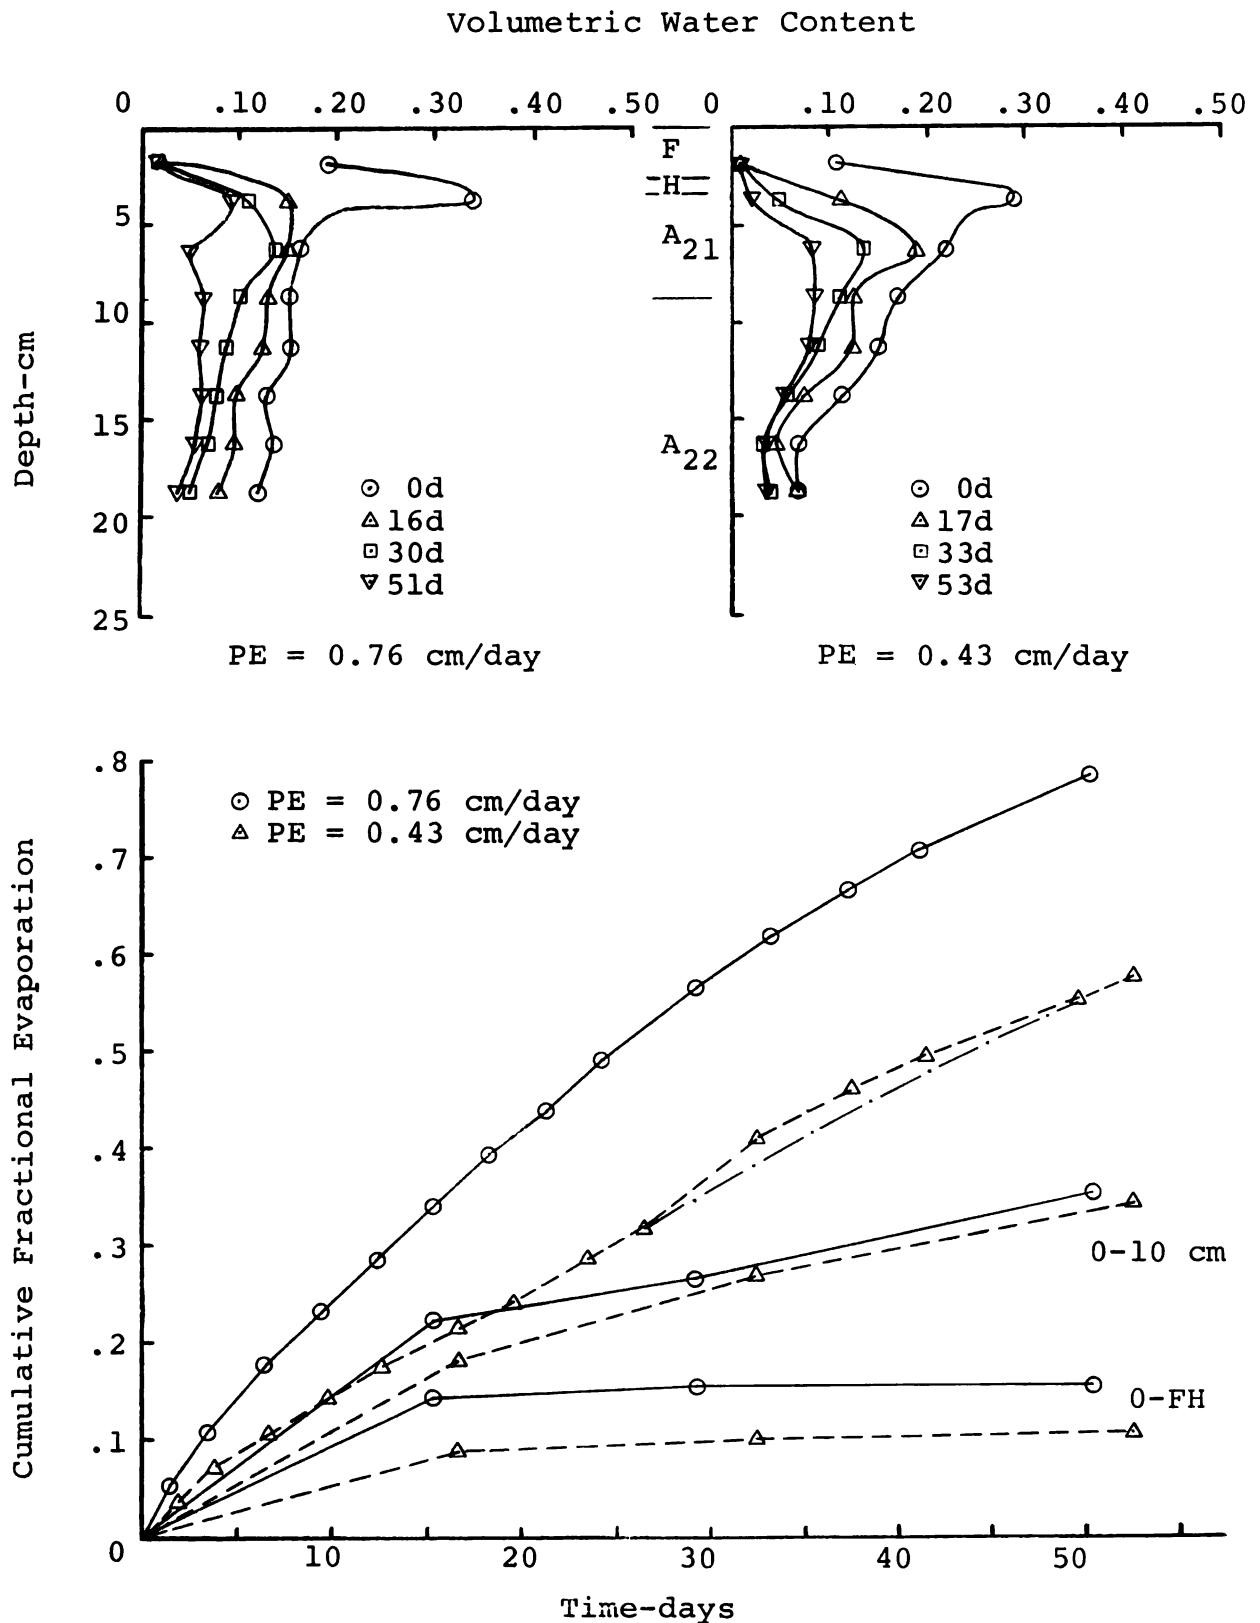 Volumetric Water Content
0 .10 .20 .30 .40 .50 0 .10 .20 .30 .40 .50
F
H
5
A21
10
Depth-cm
15
A22
0d 0d
16d 17d
30d 33d
20
51d 53d
25
PE = 0.76 cm/day PE = 0.43 cm/day
.8
PE = 0.76 cm/day
PE = 0.43 cm/day
.7
.6
Cumulative Fractional Evaporation
.5
.4
.3
0-10 cm
.2
0-FH
.1
0 10 20 30 40 50
Time-days